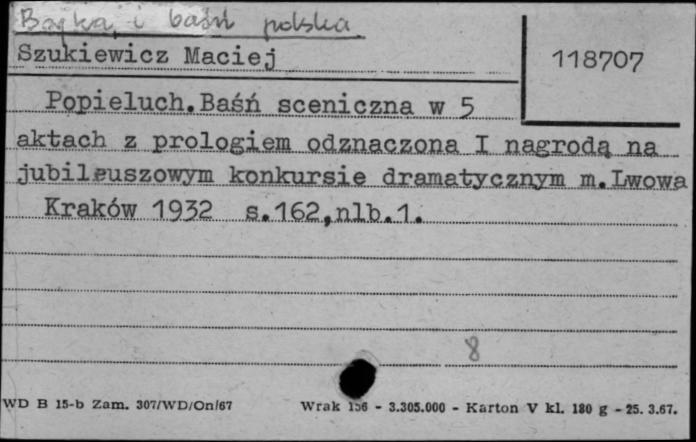 Bajka i baśń polska
Szukiewicz Maciej
118707
Popieluch.Baśń sceniczna w 5
aktach z prologiem odznaczona I nagrodą na
jubileuszowym konkursie dramatycznym m.Lwowa
Kraków 1932 s.162,nlb.1.
8
WD B 15-b Zam. 307/WD/On/67 Wrak 156 - 3.305.000 - Karton V kl. 180 g - 25. 3.67.